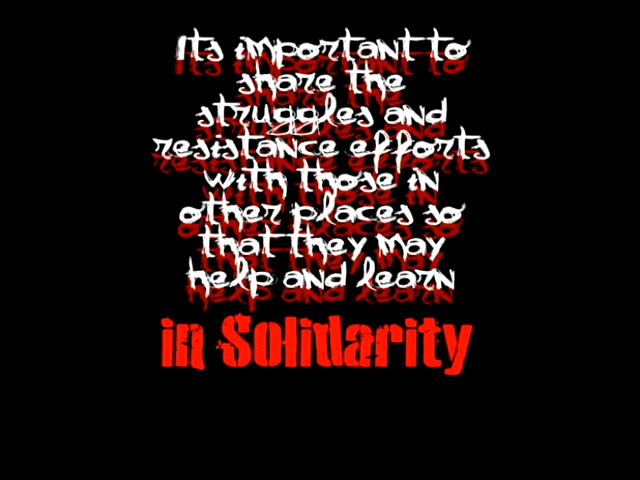 Its important to
share the
struggles and
resistance efforts
with those in
other places so
that they may
help and learn
in Solidarity